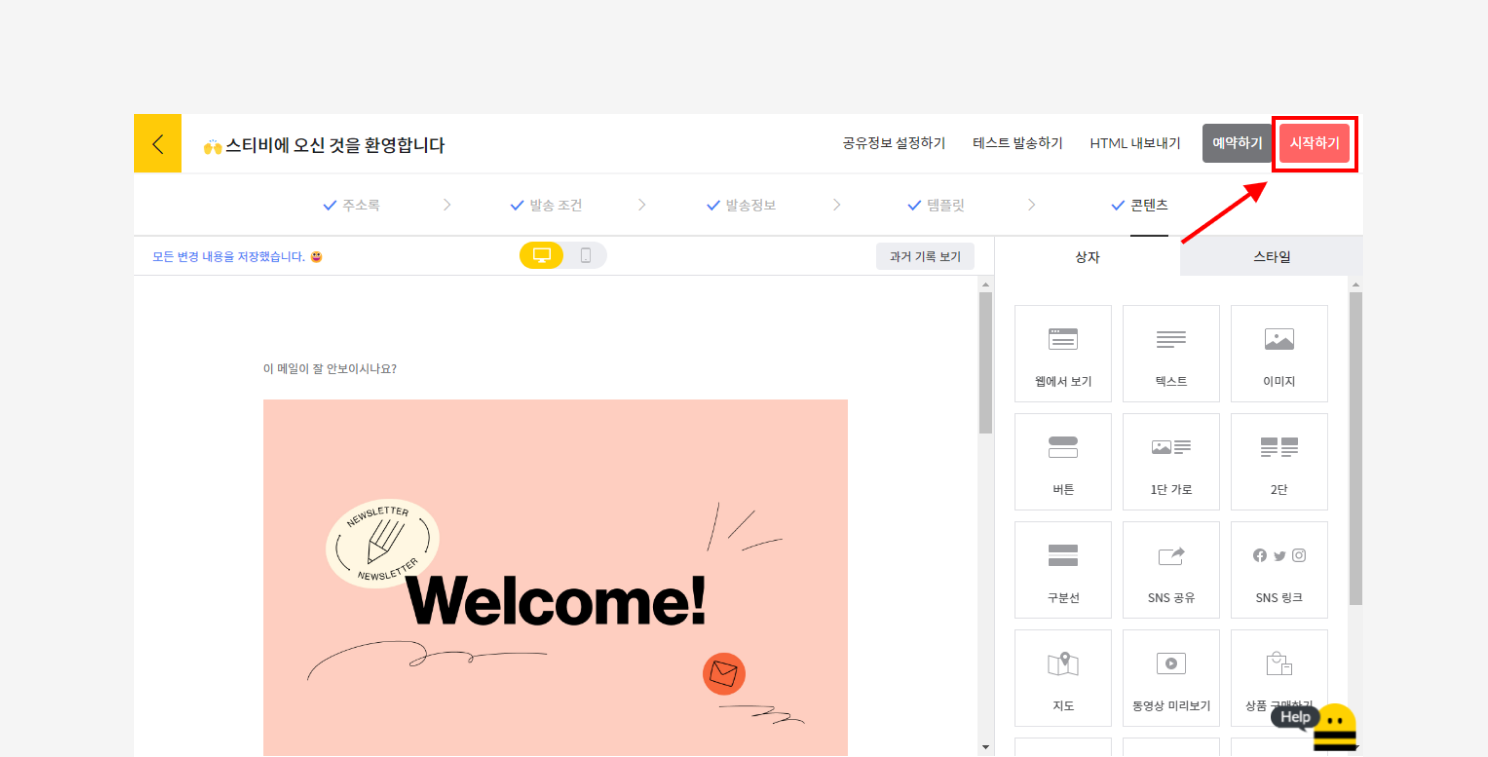 🙌 스티비에 오신 것을 환영합니다
공유정보 설정하기 테스트 발송하기 HTML 내보내기 예약하기 시작하기
주소록 발송 조건 발송정보 템플릿 콘텐츠
모든 변경 내용을 저장했습니다. 😃
과거 기록 보기
상자 스타일
이 메일이 잘 안보이시나요?
NEWSLETTER
NEWSLETTER
Welcome!
웹에서 보기 텍스트 이미지
버튼 1단 가로 2단
구분선 SNS 공유 SNS 링크
지도 동영상 미리보기 상품 구매하기
Help